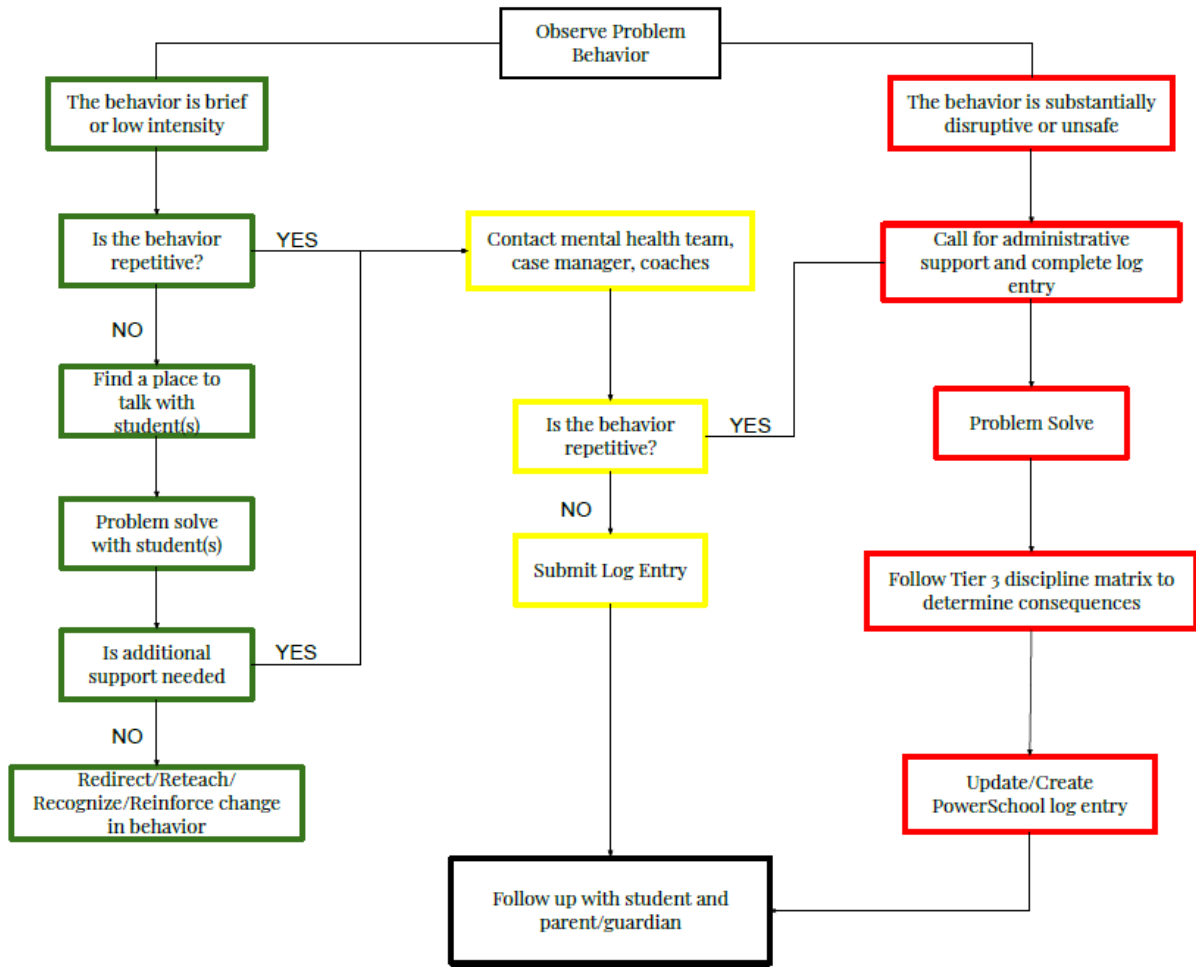 Observe Problem
Behavior
The behavior is brief
or low intensity
The behavior is substantially
disruptive or unsafe
Is the behavior
repetitive?
YES
Contact mental health team,
case manager, coaches
Call for administrative
support and complete log
entry
NO
Find a place to
talk with
student(s)
Is the behavior
repetitive?
YES
Problem Solve
Problem solve
with student(s)
NO
Submit Log Entry
Follow Tier 3 discipline matrix to
determine consequences
Is additional
support needed
YES
NO
Redirect/Reteach/
Recognize/Reinforce change
in behavior
Update/Create
PowerSchool log entry
Follow up with student and
parent/guardian